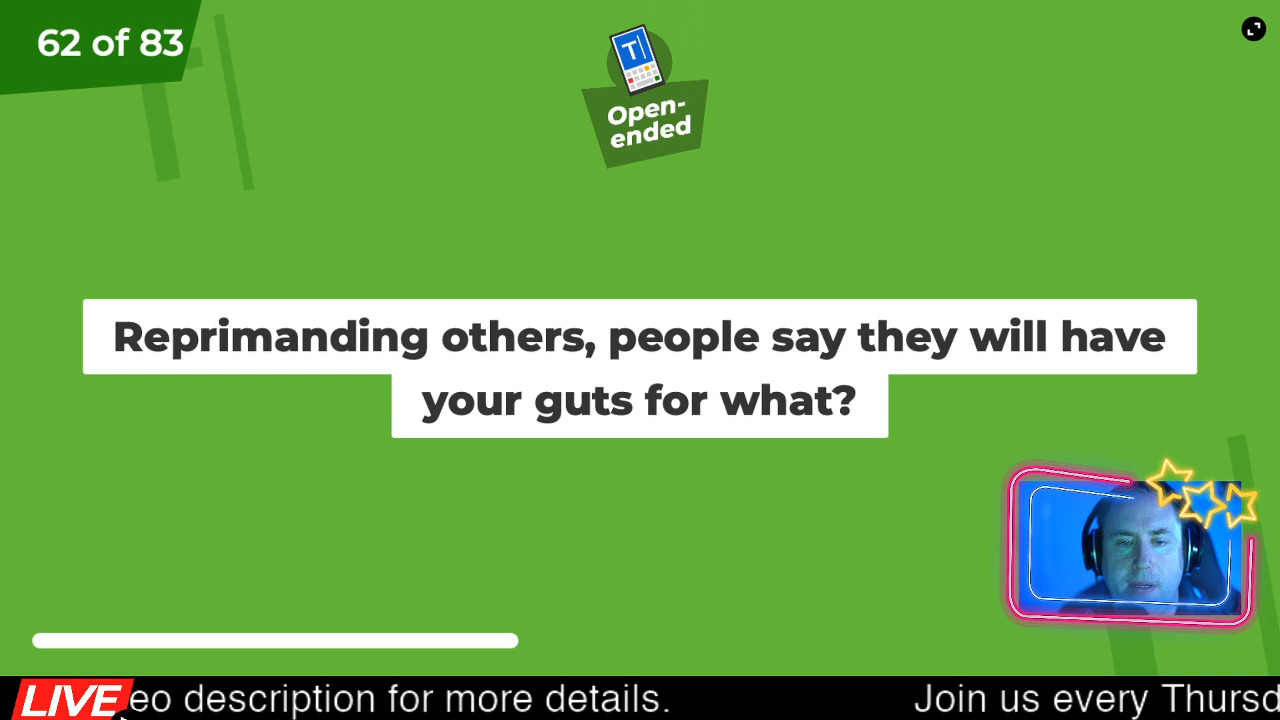 62 of 83
T
Open-
ended
Reprimanding others, people say they will have
your guts for what?
LIVE
eo description for more details. Join us every Thursd